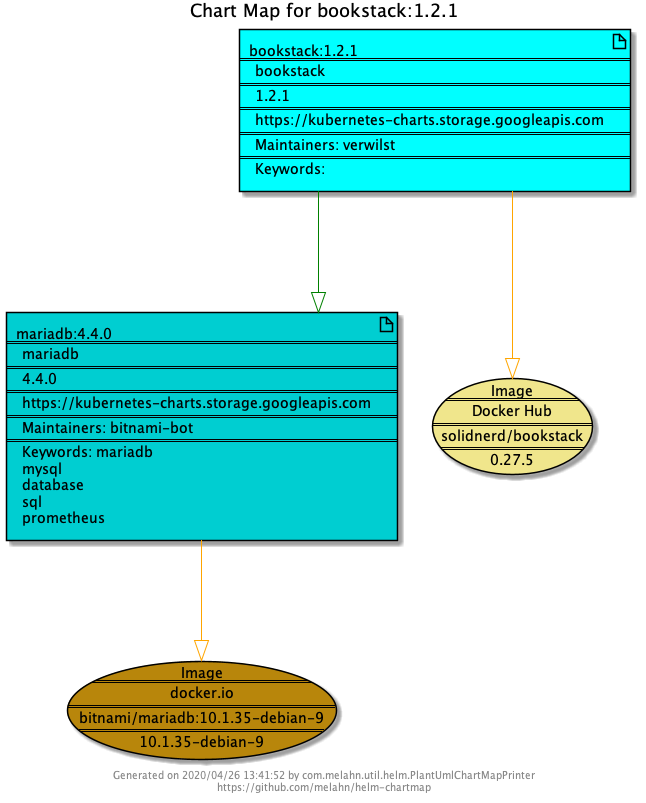 Chart Map for bookstack:1.2.1
bookstack:1.2.1
bookstack
1.2.1
https://kubernetes-charts.storage.googleapis.com
Maintainers: verwilst
Keywords:
mariadb:4.4.0
mariadb
4.4.0
https://kubernetes-charts.storage.googleapis.com
Maintainers: bitnami-bot
Keywords: mariadb
mysql
database
sql
prometheus
Image
Docker Hub
solidnerd/bookstack
0.27.5
Image
docker.io
bitnami/mariadb:10.1.35-debian-9
10.1.35-debian-9
Generated on 2020/04/26 13:41:52 by com.melahn.util.helm.PlantUmlChartMapPrinter
https://github.com/melahn/helm-chartmap